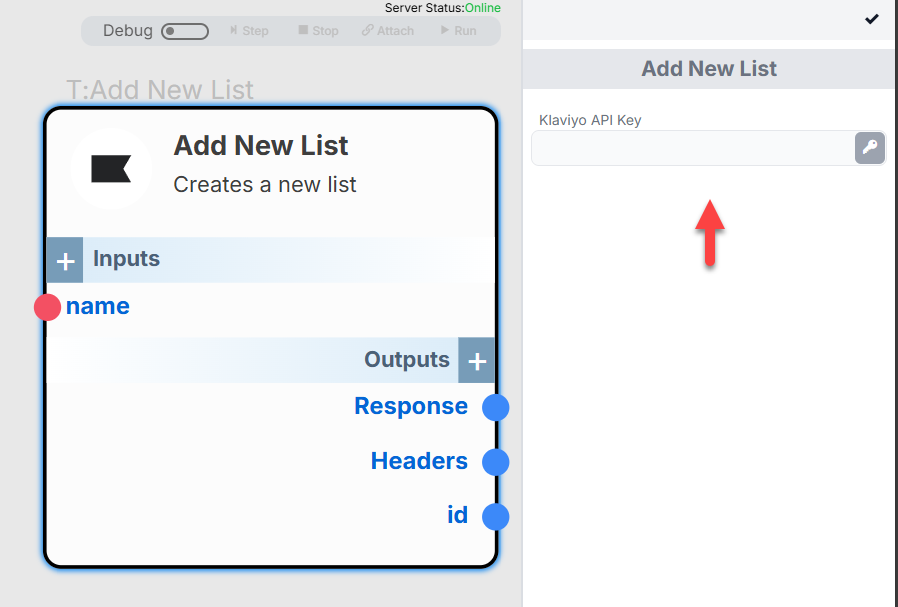 Server Status:Online
Debug Step Stop Attach Run
T:Add New List
Add New List
Creates a new list
Inputs
name
Outputs
Response
Headers
id
Add New List
Klaviyo API Key